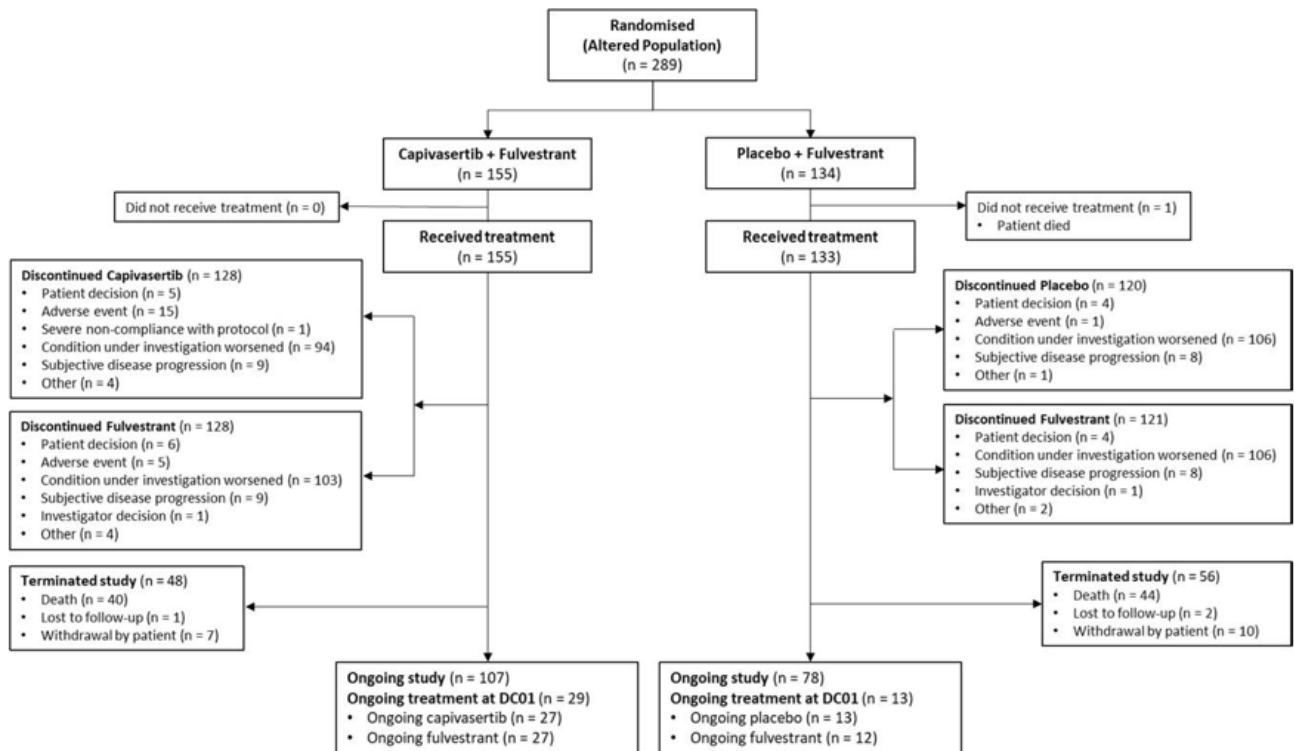 Randomised
(Altered Population)
(n = 289)
Capivasertib + Fulvestrant
(n = 155)
Placebo + Fulvestrant
(n = 134)
Did not receive treatment (n = 0)
Did not receive treatment (n = 1)
• Patient died
Received treatment
(n = 155)
Received treatment
(n = 133)
Discontinued Capivasertib (n = 128)
• Patient decision (n = 5)
• Adverse event (n = 15)
• Severe non-compliance with protocol (n = 1)
• Condition under investigation worsened (n = 94)
• Subjective disease progression (n = 9)
• Other (n = 4)
Discontinued Placebo (n = 120)
• Patient decision (n = 4)
• Adverse event (n = 1)
• Condition under investigation worsened (n = 106)
• Subjective disease progression (n = 8)
• Other (n = 1)
Discontinued Fulvestrant (n = 128)
• Patient decision (n = 6)
• Adverse event (n = 5)
• Condition under investigation worsened (n = 103)
• Subjective disease progression (n = 9)
• Investigator decision (n = 1)
• Other (n = 4)
Discontinued Fulvestrant (n = 121)
• Patient decision (n = 4)
• Condition under investigation worsened (n = 106)
• Subjective disease progression (n = 8)
• Investigator decision (n = 1)
• Other (n = 2)
Terminated study (n = 48)
• Death (n = 40)
• Lost to follow-up (n = 1)
• Withdrawal by patient (n = 7)
Terminated study (n = 56)
• Death (n = 44)
• Lost to follow-up (n = 2)
• Withdrawal by patient (n = 10)
Ongoing study (n = 107)
Ongoing treatment at DC01 (n = 29)
• Ongoing capivasertib (n = 27)
• Ongoing fulvestrant (n = 27)
Ongoing study (n = 78)
Ongoing treatment at DC01 (n = 13)
• Ongoing placebo (n = 13)
• Ongoing fulvestrant (n = 12)